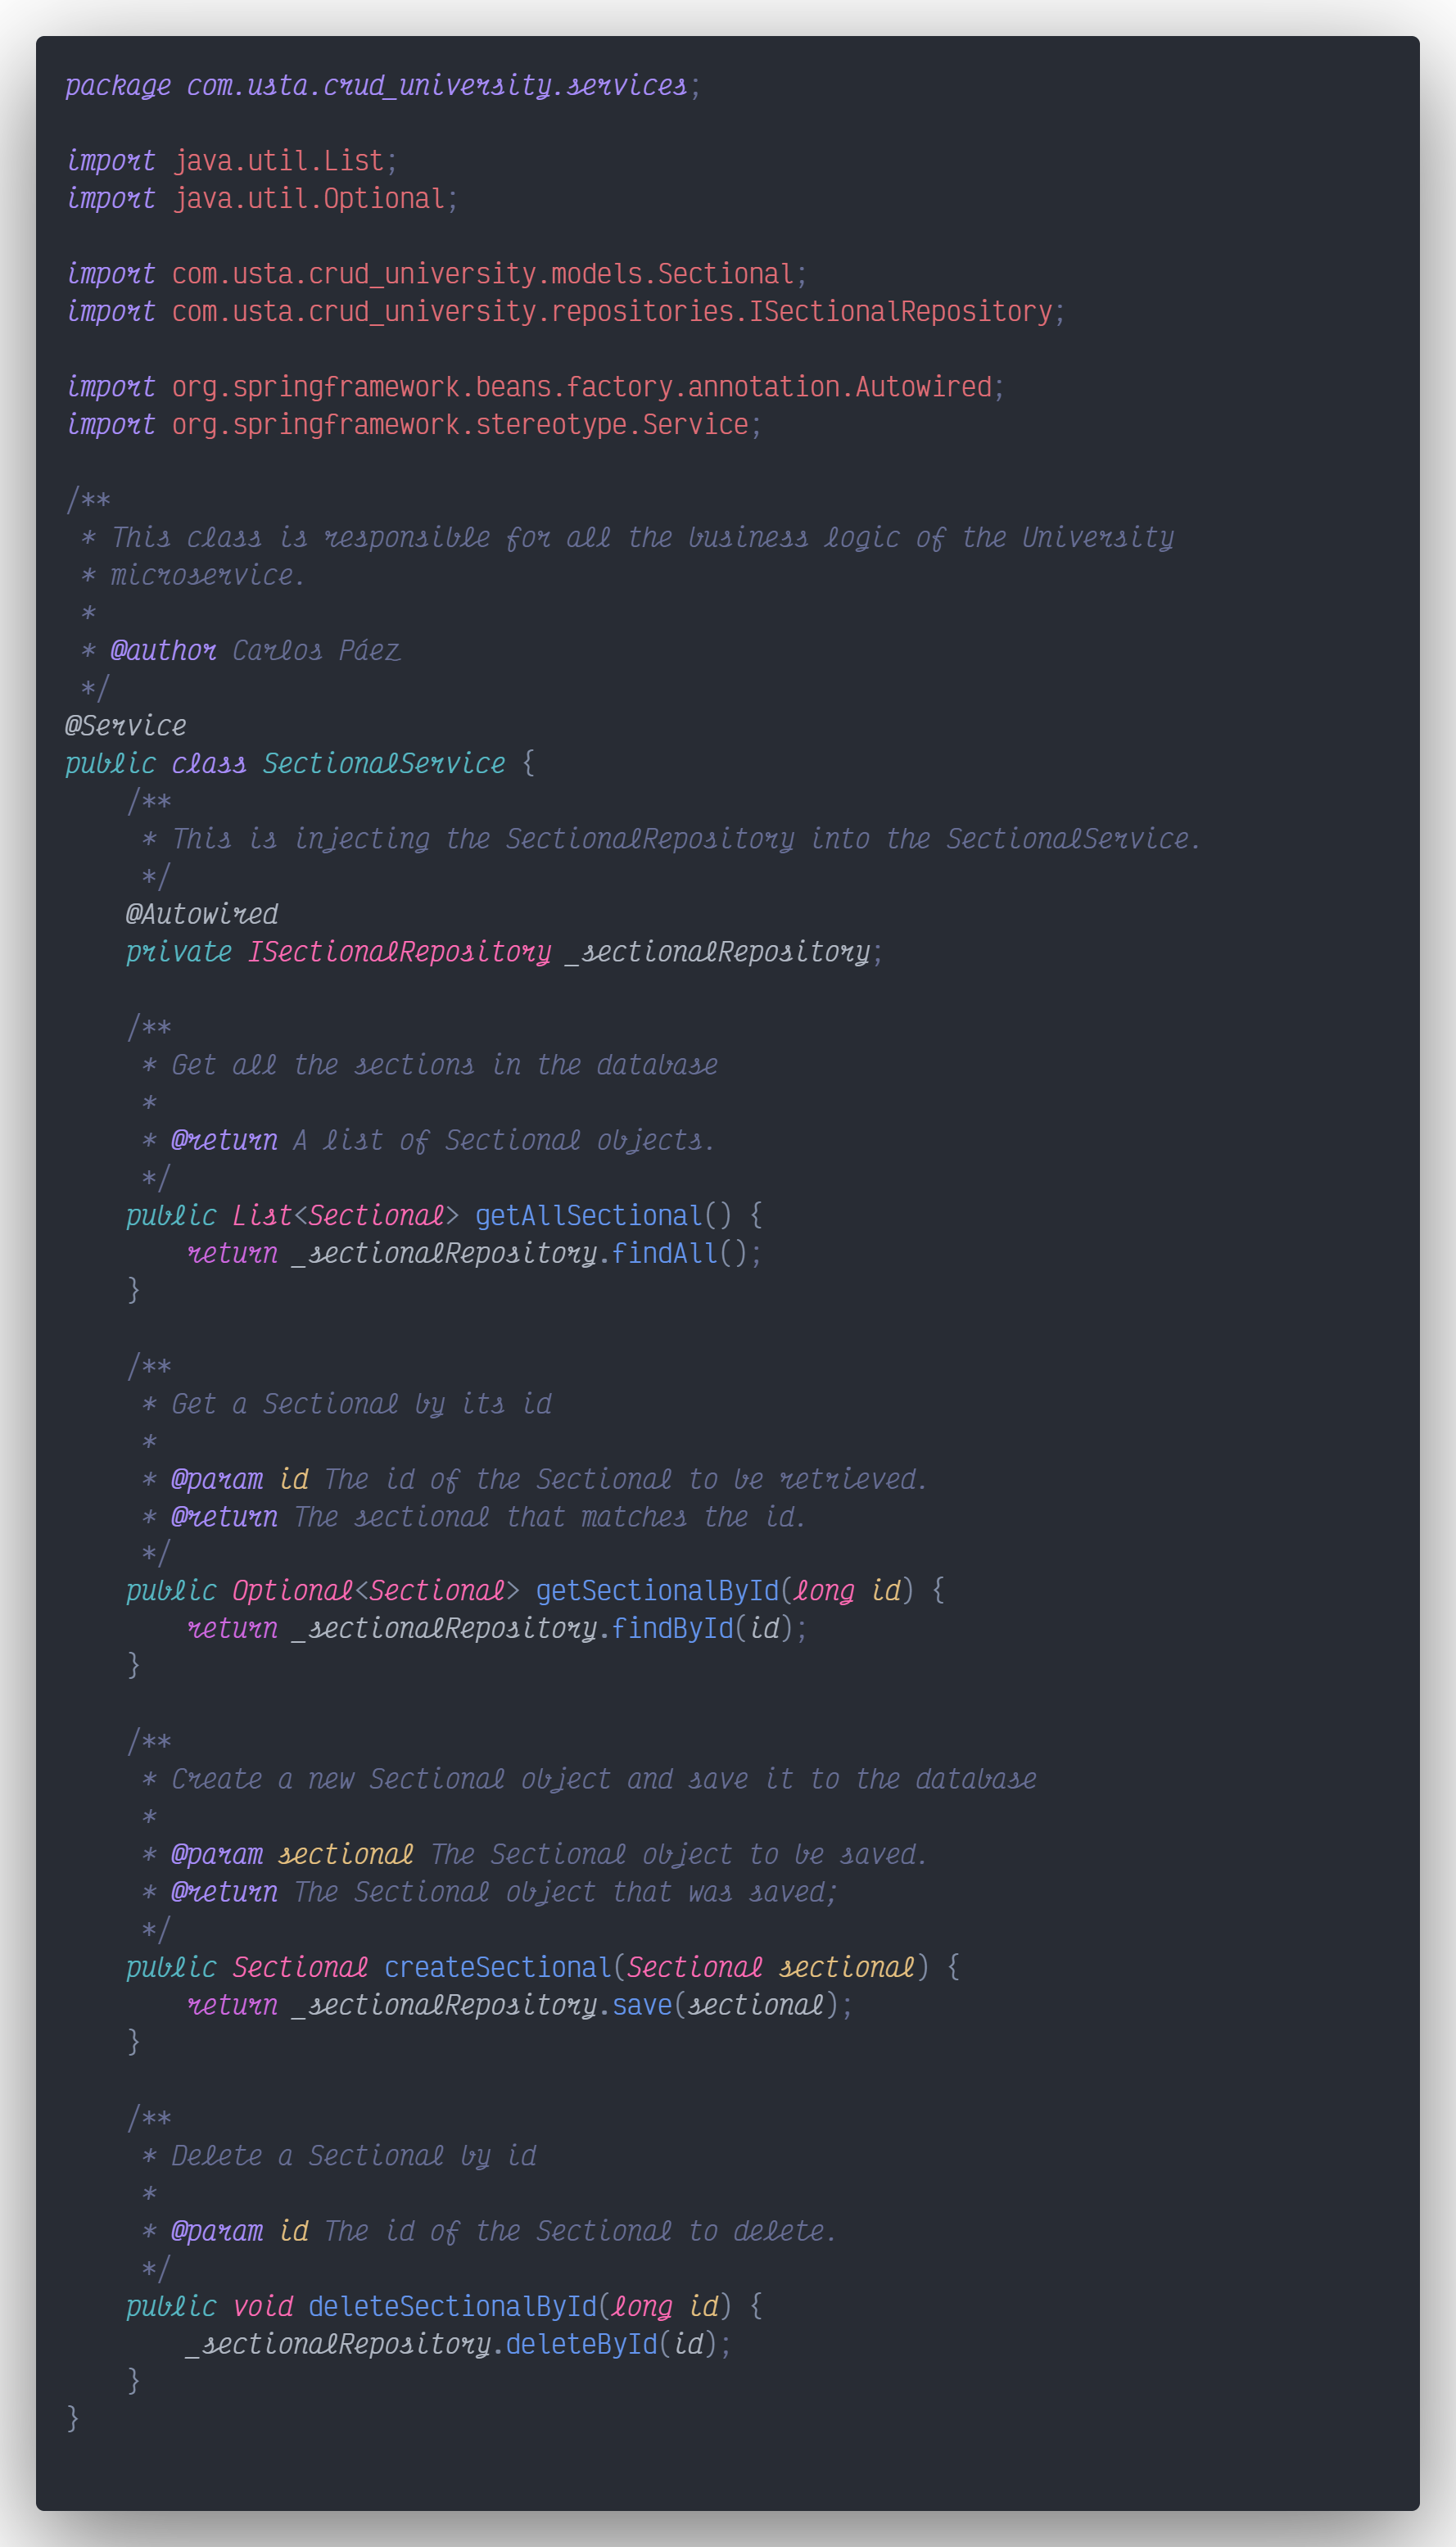 package com.usta.crud_university.services;

import java.util.List;
import java.util.Optional;

import com.usta.crud_university.models.Sectional;
import com.usta.crud_university.repositories.ISectionalRepository;

import org.springframework.beans.factory.annotation.Autowired;
import org.springframework.stereotype.Service;

/**
 * This class is responsible for all the business logic of the University
 * microservice.
 *
 * @author Carlos Páez
 */
@Service
public class SectionalService {
    /**
     * This is injecting the SectionalRepository into the SectionalService.
     */
    @Autowired
    private ISectionalRepository _sectionalRepository;

    /**
     * Get all the sections in the database
     *
     * @return A list of Sectional objects.
     */
    public List<Sectional> getAllSectional() {
        return _sectionalRepository.findAll();
    }

    /**
     * Get a Sectional by its id
     *
     * @param id The id of the Sectional to be retrieved.
     * @return The sectional that matches the id.
     */
    public Optional<Sectional> getSectionalById(long id) {
        return _sectionalRepository.findById(id);
    }

    /**
     * Create a new Sectional object and save it to the database
     *
     * @param sectional The Sectional object to be saved.
     * @return The Sectional object that was saved;
     */
    public Sectional createSectional(Sectional sectional) {
        return _sectionalRepository.save(sectional);
    }

    /**
     * Delete a Sectional by id
     *
     * @param id The id of the Sectional to delete.
     */
    public void deleteSectionalById(long id) {
        _sectionalRepository.deleteById(id);
    }
}